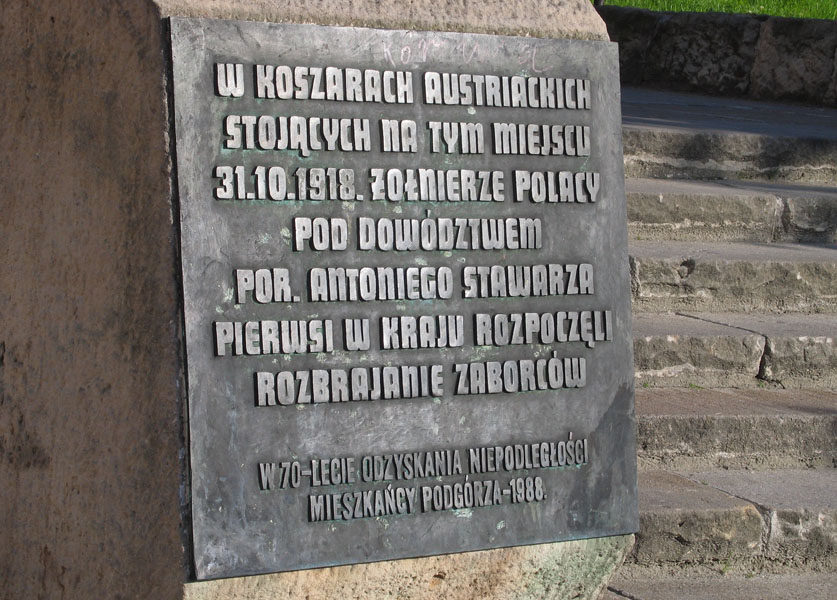 W KOSZARACH AUSTRIACKICH
STOJĄCYCH NA TYM MIEJSCU
31.10.1918. ŻOŁNIERZE POLACY
POD DOWÓDZTWEM
POR. ANTONIEGO STAWARZA
PIERWSI W KRAJU ROZPOCZĘLI
ROZBRAJANIE ZABORCÓW
W 70-LECIE ODZYSKANIA NIEPODLEGŁOŚCI
MIESZKAŃCY PODGÓRZA-1988.